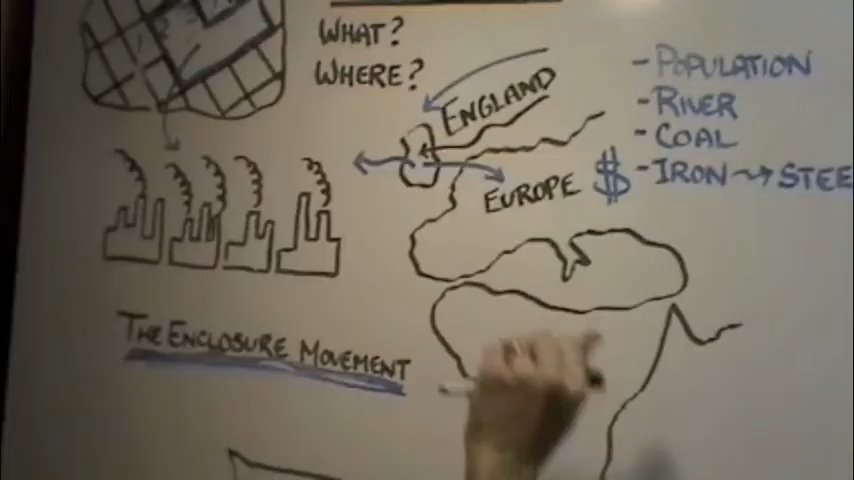 WHAT?
WHERE?
ENGLAND
EUROPE $
- POPULATION
- RIVER
- COAL
- IRON → STEE
THE ENCLOSURE MOVEMENT